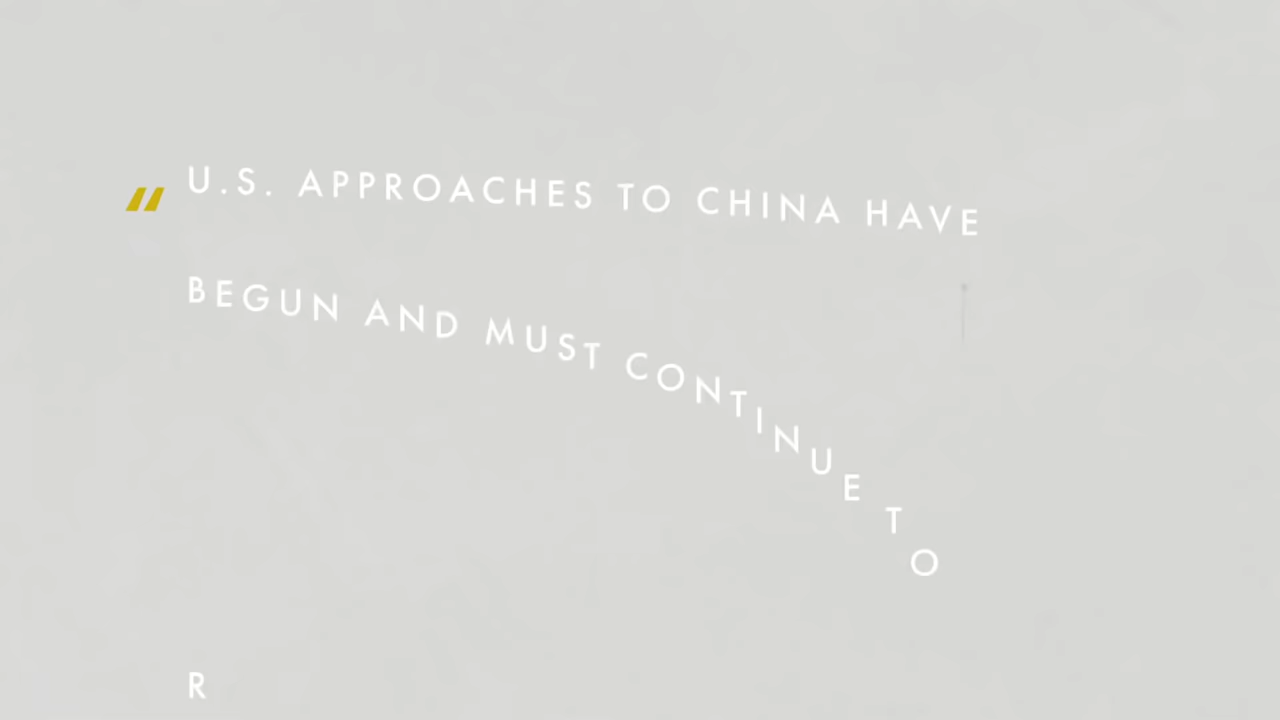 “U.S. APPROACHES TO CHINA HAVE
BEGUN AND MUST CONTINUE TO
R